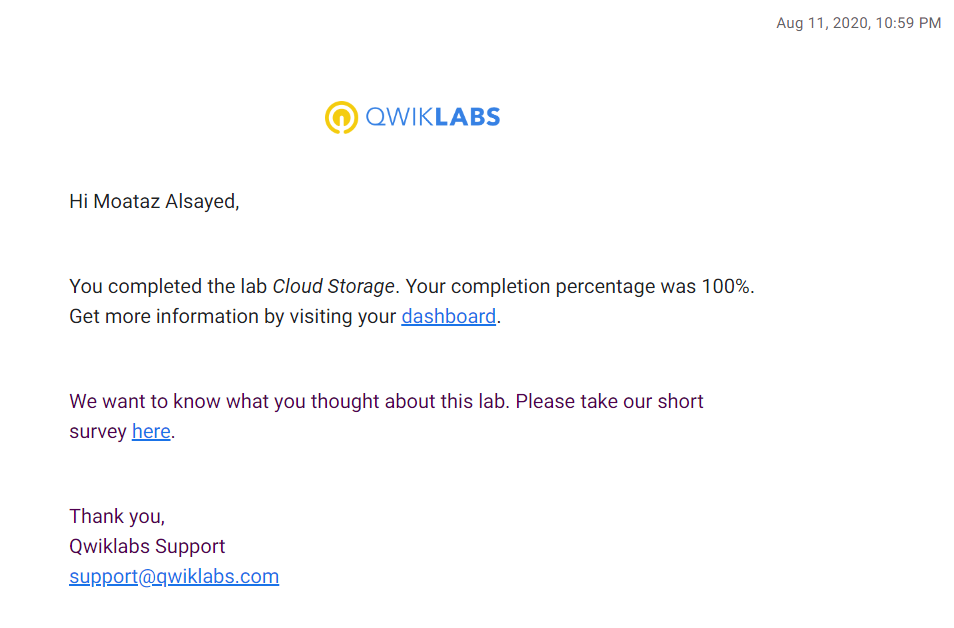 Aug 11, 2020, 10:59 PM
QWIKLABS
Hi Moataz Alsayed,
You completed the lab Cloud Storage. Your completion percentage was 100%.
Get more information by visiting your dashboard.
We want to know what you thought about this lab. Please take our short
survey here.
Thank you,
Qwiklabs Support
support@qwiklabs.com